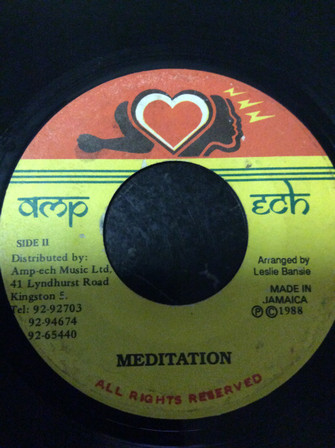 amp ech
SIDE II
Distributed by:
Amp-ech Music Ltd.
41 Lyndhurst Road
Kingston 5.
Tel: 92-92703
92-94674
92-65440
Arranged by
Leslie Bansie
MADE IN
JAMAICA
Ⓟ©1988
MEDITATION
ALL RIGHTS RESERVED